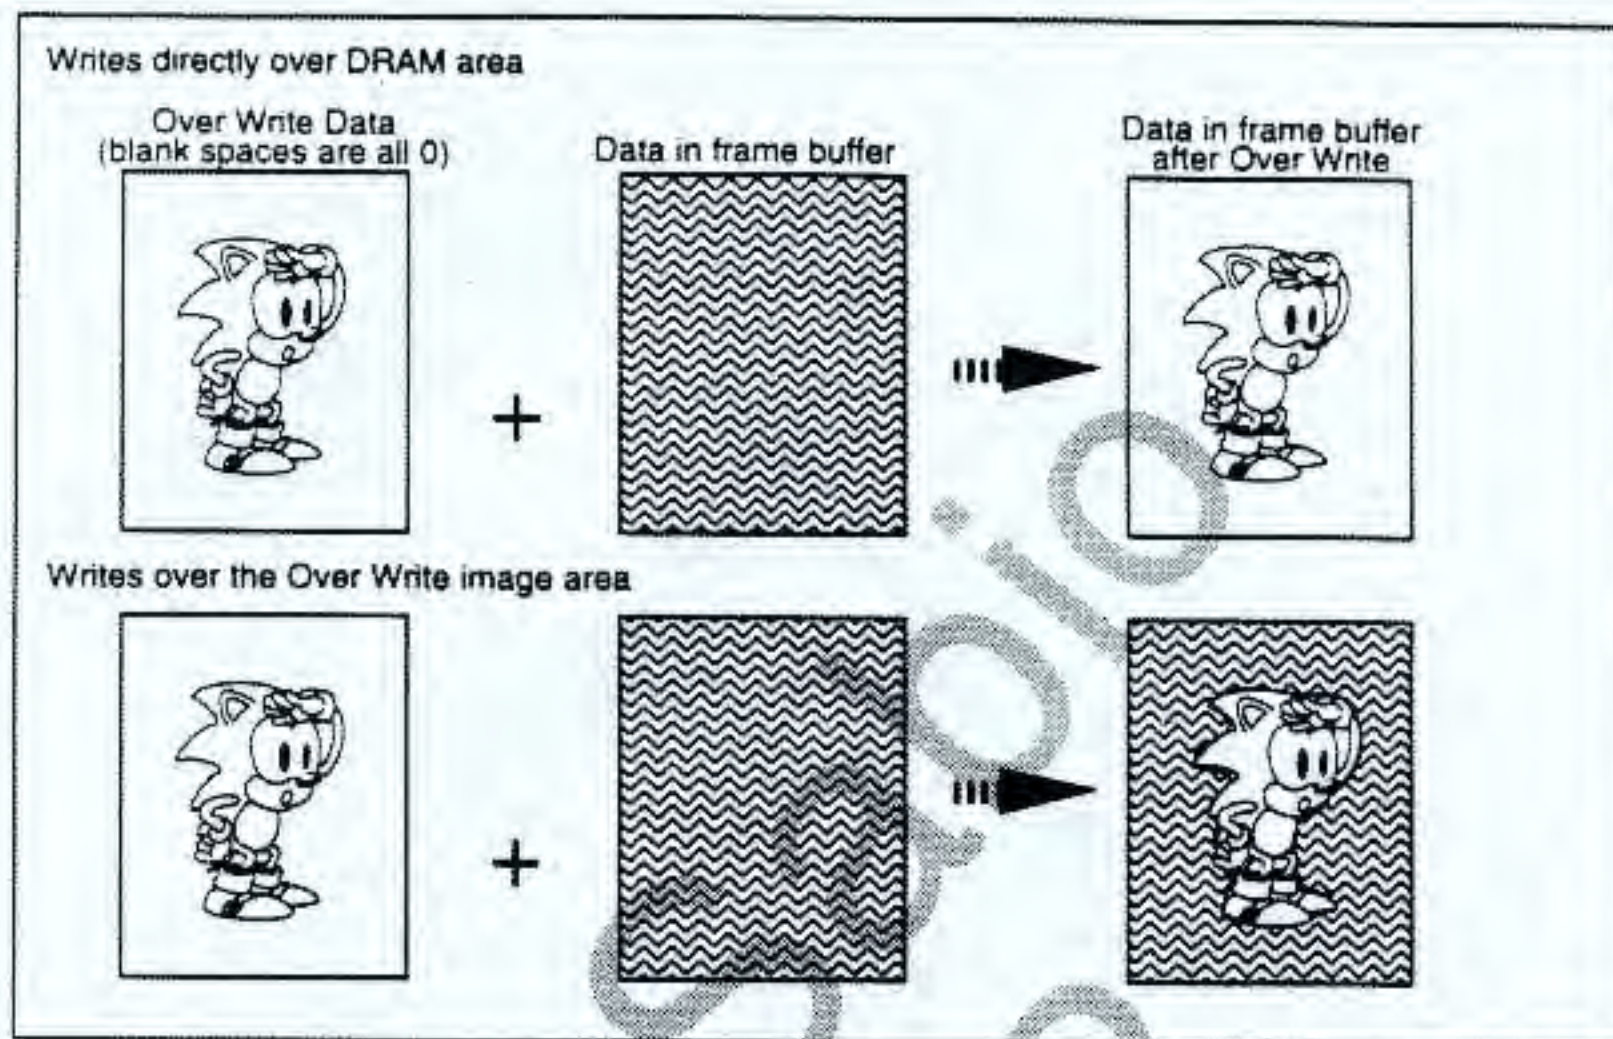 Writes directly over DRAM area
Over Write Data
(blank spaces are all 0)
Data in frame buffer
Data in frame buffer
after Over Write
+
Writes over the Over Write image area
+